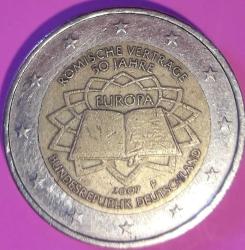 RÖMISCHE VERTRÄGE
50 JAHRE
EUROPA
2007 F
BUNDESREPUBLIK DEUTSCHLAND